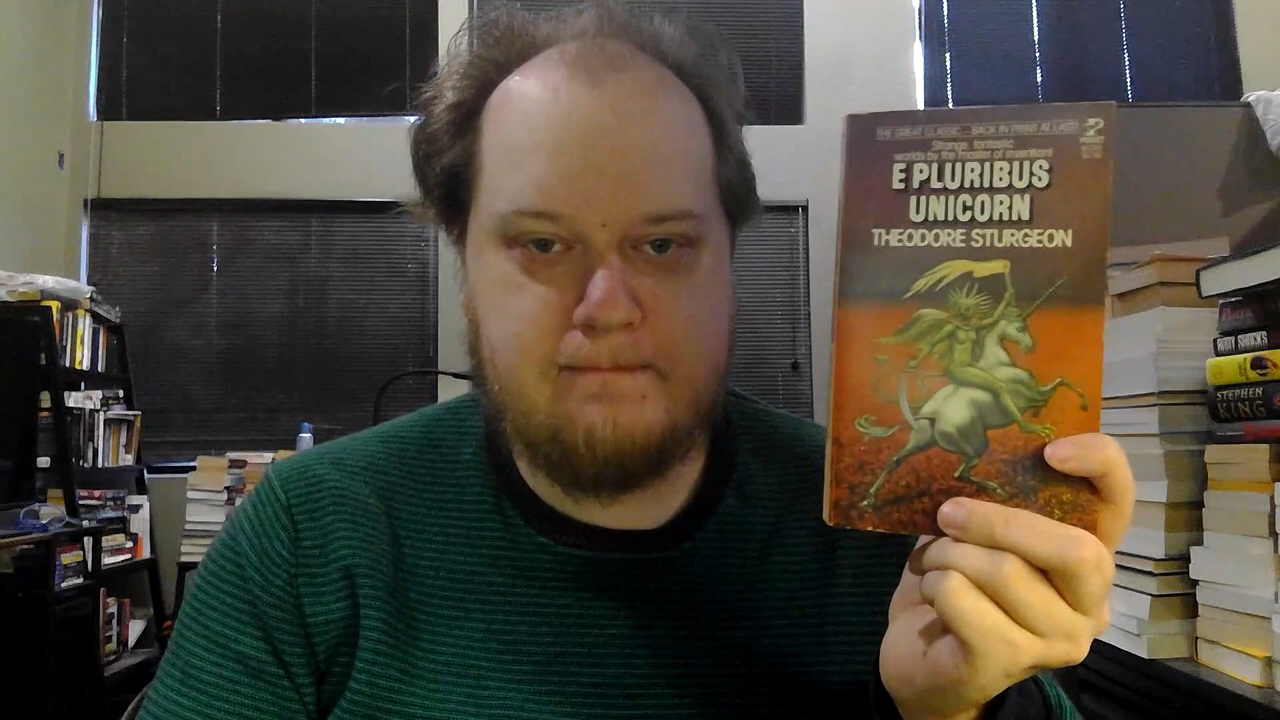 THE GREAT CLASSIC... BACK IN PRINT AT LAST!
Strange, fantastic
worlds by the master of invention!
E PLURIBUS
UNICORN
THEODORE STURGEON
STEPHEN
KING